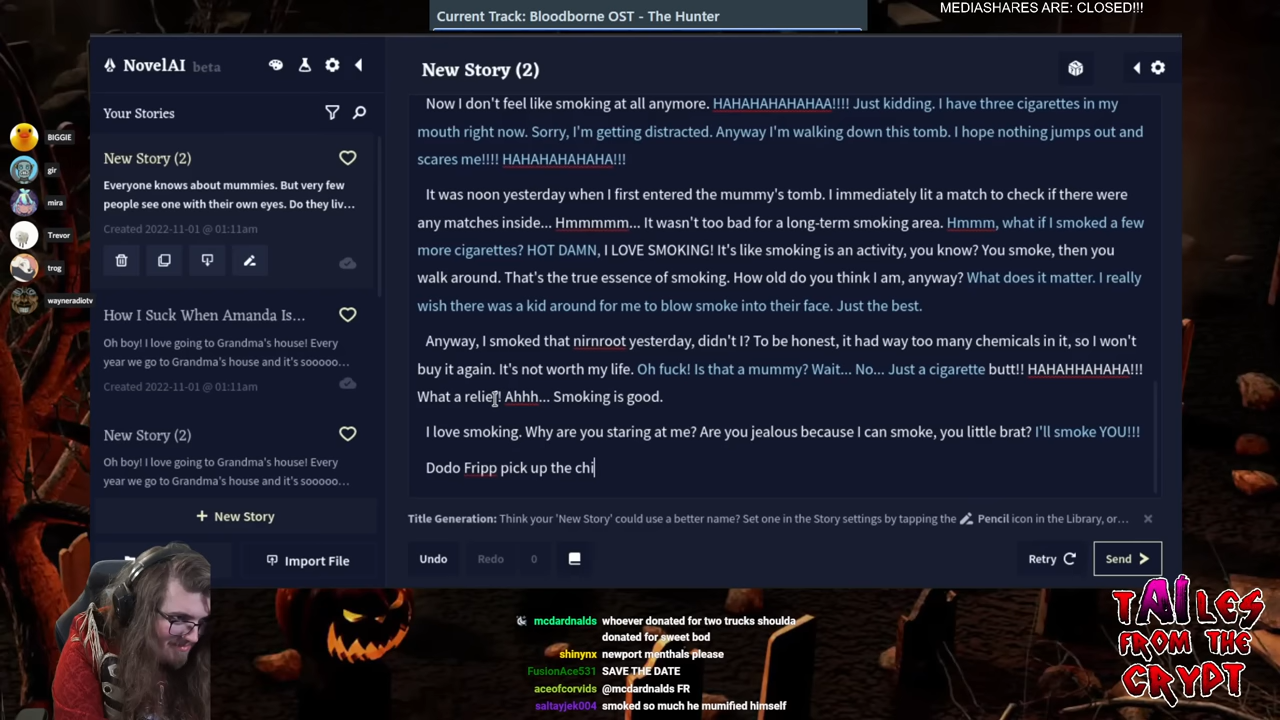 Current Track: Bloodborne OST - The Hunter
MEDIASHARES ARE: CLOSED!!!
NovelAI beta
Your Stories
New Story (2)
Everyone knows about mummies. But very few
people see one with their own eyes. Do they liv...
Created 2022-11-01 @ 01:11am
How I Suck When Amanda Is...
Oh boy! I love going to Grandma's house! Every
year we go to Grandma's house and it's sooooo...
Created 2022-11-01 @ 01:11am
New Story (2)
Oh boy! I love going to Grandma's house! Every
year we go to Grandma's house and it's sooooo...
+ New Story
Import File
BIGGIE
gir
mira
Trevor
trog
wayneradiotv
New Story (2)
Now I don't feel like smoking at all anymore. HAHAHAHAHAHAA!!!! Just kidding. I have three cigarettes in my
mouth right now. Sorry, I'm getting distracted. Anyway I'm walking down this tomb. I hope nothing jumps out and
scares me!!!! HAHAHAHAHAHA!!!
It was noon yesterday when I first entered the mummy's tomb. I immediately lit a match to check if there were
any matches inside... Hmmmmm... It wasn't too bad for a long-term smoking area. Hmmm, what if I smoked a few
more cigarettes? HOT DAMN, I LOVE SMOKING! It's like smoking is an activity, you know? You smoke, then you
walk around. That's the true essence of smoking. How old do you think I am, anyway? What does it matter. I really
wish there was a kid around for me to blow smoke into their face. Just the best.
Anyway, I smoked that nirnroot yesterday, didn't I? To be honest, it had way too many chemicals in it, so I won't
buy it again. It's not worth my life. Oh fuck! Is that a mummy? Wait... No... Just a cigarette butt!! HAHAHHAHAHA!!!
What a relief! Ahhh... Smoking is good.
I love smoking. Why are you staring at me? Are you jealous because I can smoke, you little brat? I'll smoke YOU!!!
Dodo Fripp pick up the chi
Title Generation: Think your 'New Story' could use a better name? Set one in the Story settings by tapping the Pencil icon in the Library, or...
Undo
Redo
0
Retry
Send
mcdardnalds whoever donated for two trucks shoulda
donated for sweet bod
shinynx newport menthals please
FusionAce531 SAVE THE DATE
aceofcorvids @mcdardnalds FR
saltayjek004 smoked so much he mumified himself
TAILES
FROM THE
CRYPT